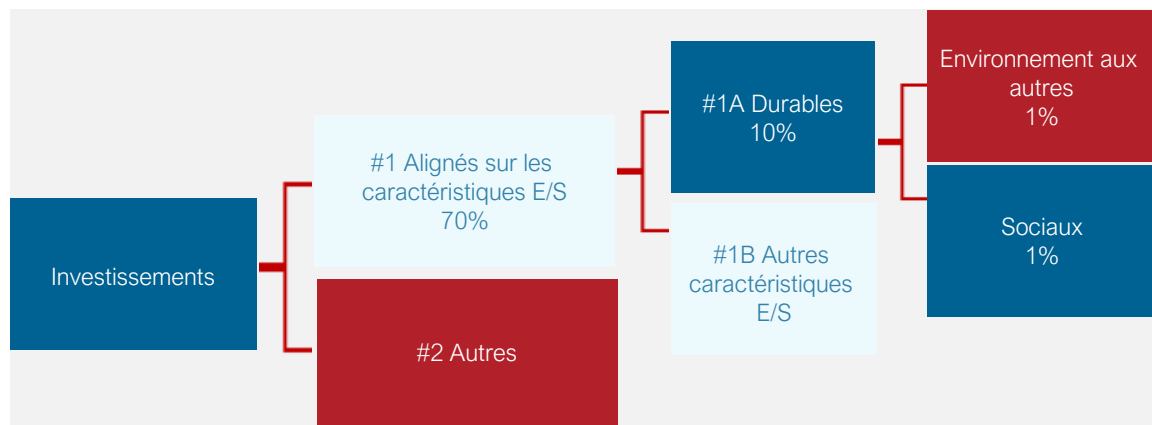 Investissements
#1 Alignés sur les
caractéristiques E/S
70%
#2 Autres
#1A Durables
10%
#1B Autres
caractéristiques
E/S
Environnement aux
autres
1%
Sociaux
1%